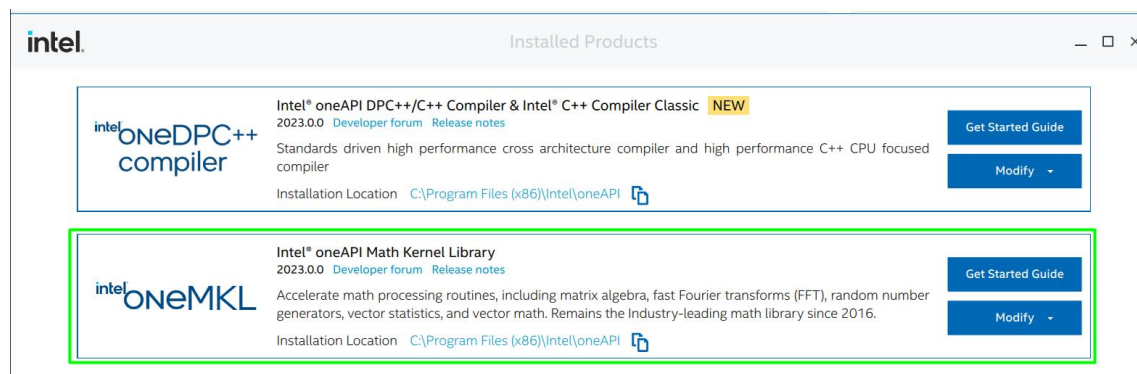 intel.
Installed Products
intel oneDPC++
compiler
Intel® oneAPI DPC++/C++ Compiler & Intel® C++ Compiler Classic NEW
2023.0.0 Developer forum Release notes
Standards driven high performance cross architecture compiler and high performance C++ CPU focused
compiler
Installation Location C:\Program Files (x86)\Intel\oneAPI
Get Started Guide
Modify
intel oneMKL
Intel® oneAPI Math Kernel Library
2023.0.0 Developer forum Release notes
Accelerate math processing routines, including matrix algebra, fast Fourier transforms (FFT), random number
generators, vector statistics, and vector math. Remains the Industry-leading math library since 2016.
Installation Location C:\Program Files (x86)\Intel\oneAPI
Get Started Guide
Modify